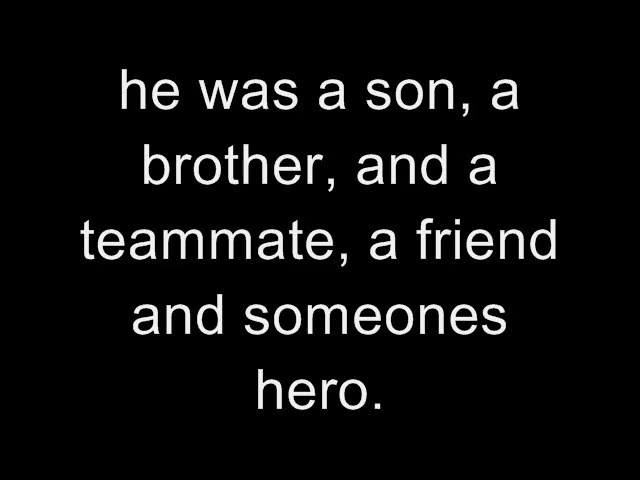 he was a son, a
brother, and a
teammate, a friend
and someones
hero.